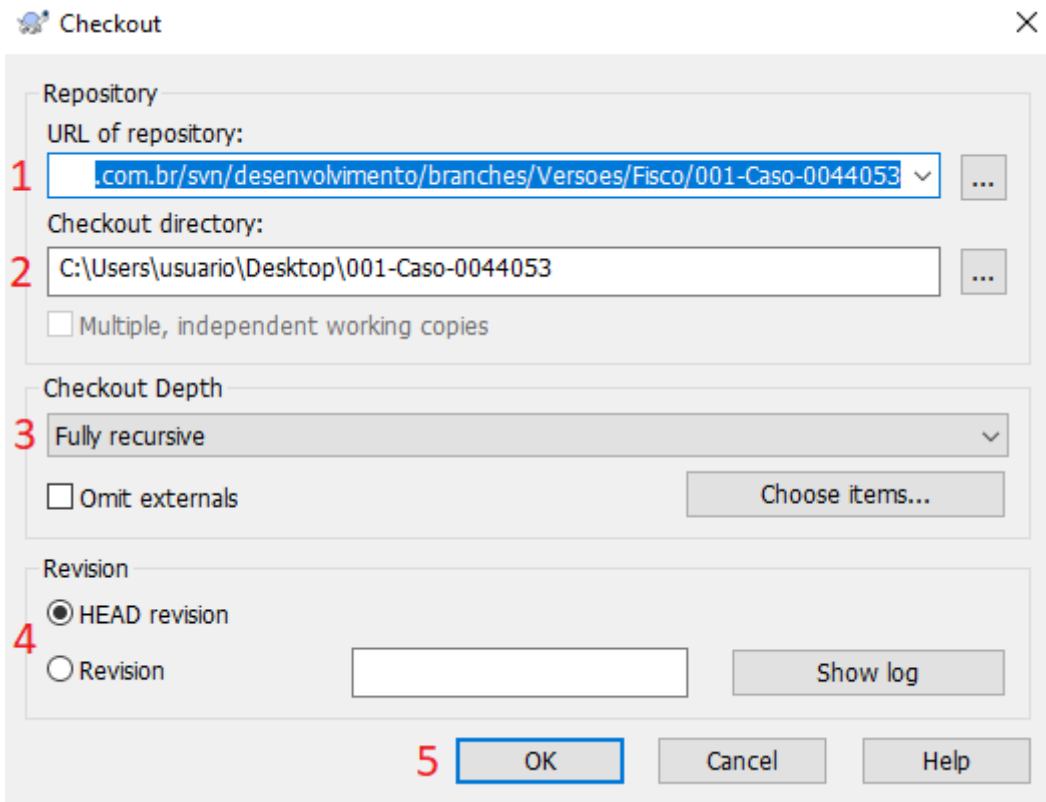 Checkout
Repository
URL of repository:
1 .com.br/svn/desenvolvimento/branches/Versoes/Fisco/001-Caso-0044053 ...
Checkout directory:
2 C:\Users\usuario\Desktop\001-Caso-0044053 ...
Multiple, independent working copies
Checkout Depth
3 Fully recursive
Omit externals Choose items...
Revision
HEAD revision
4
Revision Show log
5 OK Cancel Help